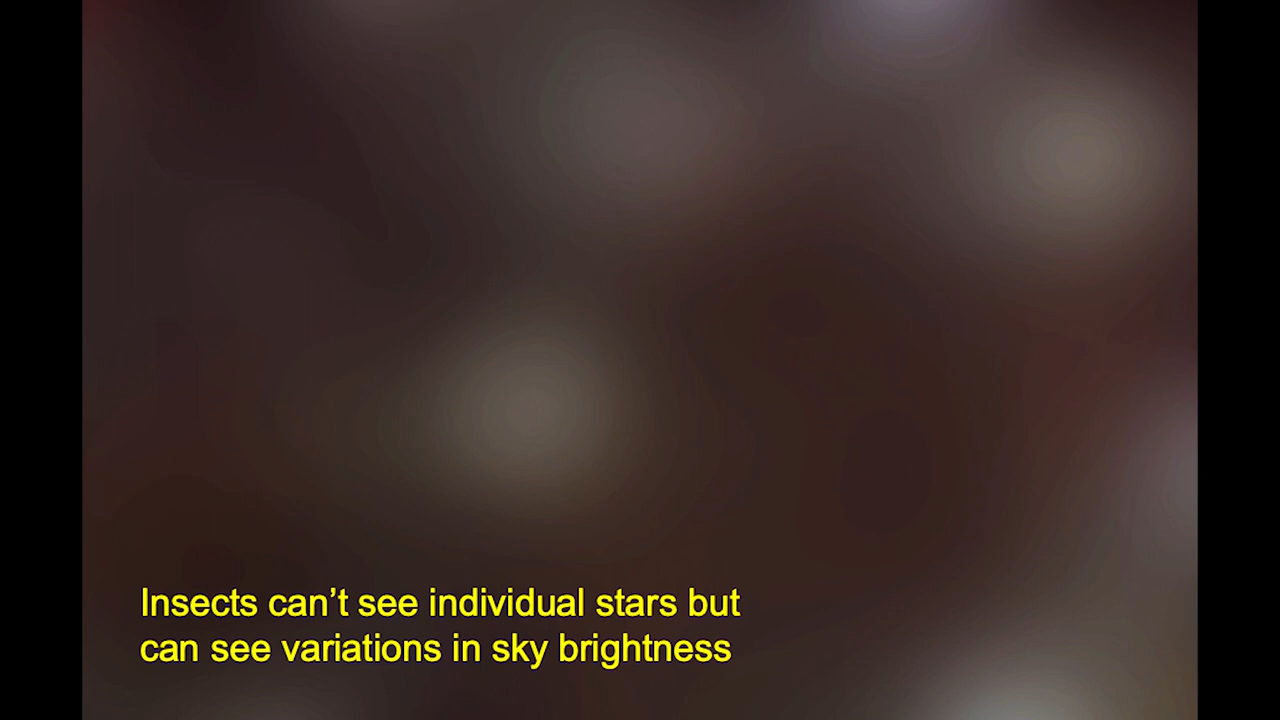 Insects can’t see individual stars but
can see variations in sky brightness